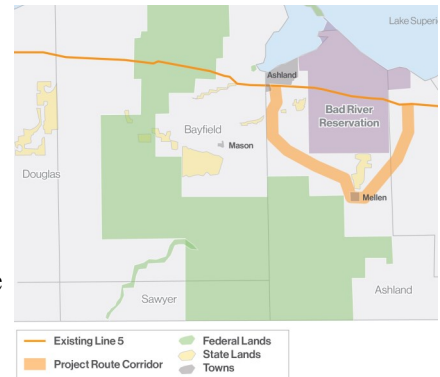 Lake Superi
Ashland
Bad River
Reservation
Bayfield
Mason
Douglas
Mellen
e
Sawyer
Ashland
Existing Line 5
Project Route Corridor
Federal Lands
State Lands
Towns